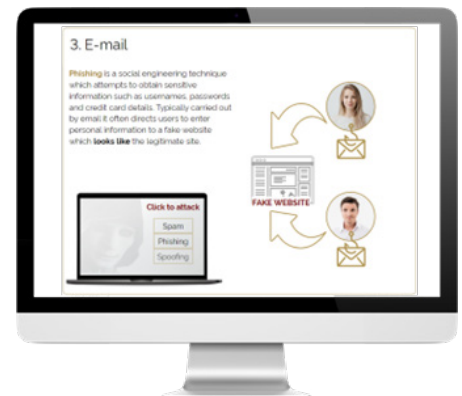 3. E-mail
Phishing is a social engineering technique
which attempts to obtain sensitive
information such as usernames, passwords
and credit card details. Typically carried out
by email it often directs users to enter
personal information to a fake website
which looks like the legitimate site.
FAKE WEBSITE
Click to attack
Spam
Phishing
Spoofing